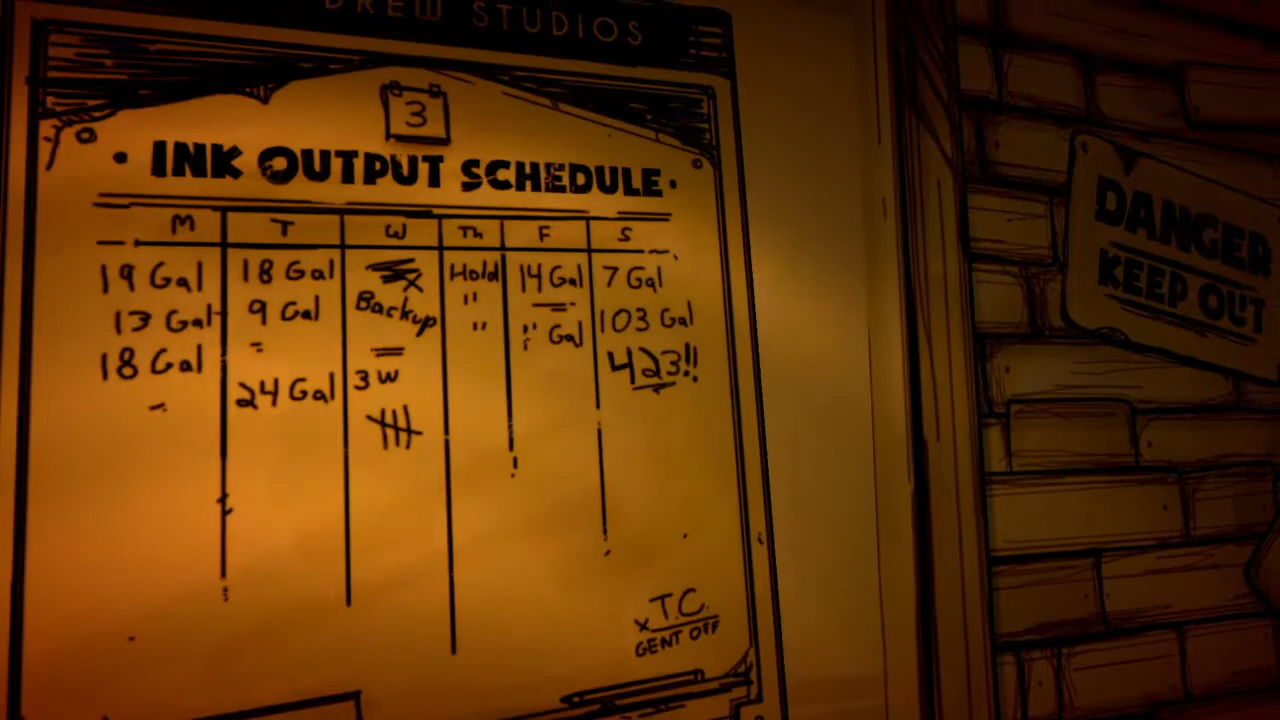 DREW STUDIOS
3
• INK OUTPUT SCHEDULE •
M T W Th F S
19 Gal 18 Gal Hold 14 Gal 7 Gal
13 Gal 9 Gal Backup " 103 Gal
18 Gal " " Gal 423!!
24 Gal 3 W
x T.C.
GENT OFF
DANGER
KEEP OUT